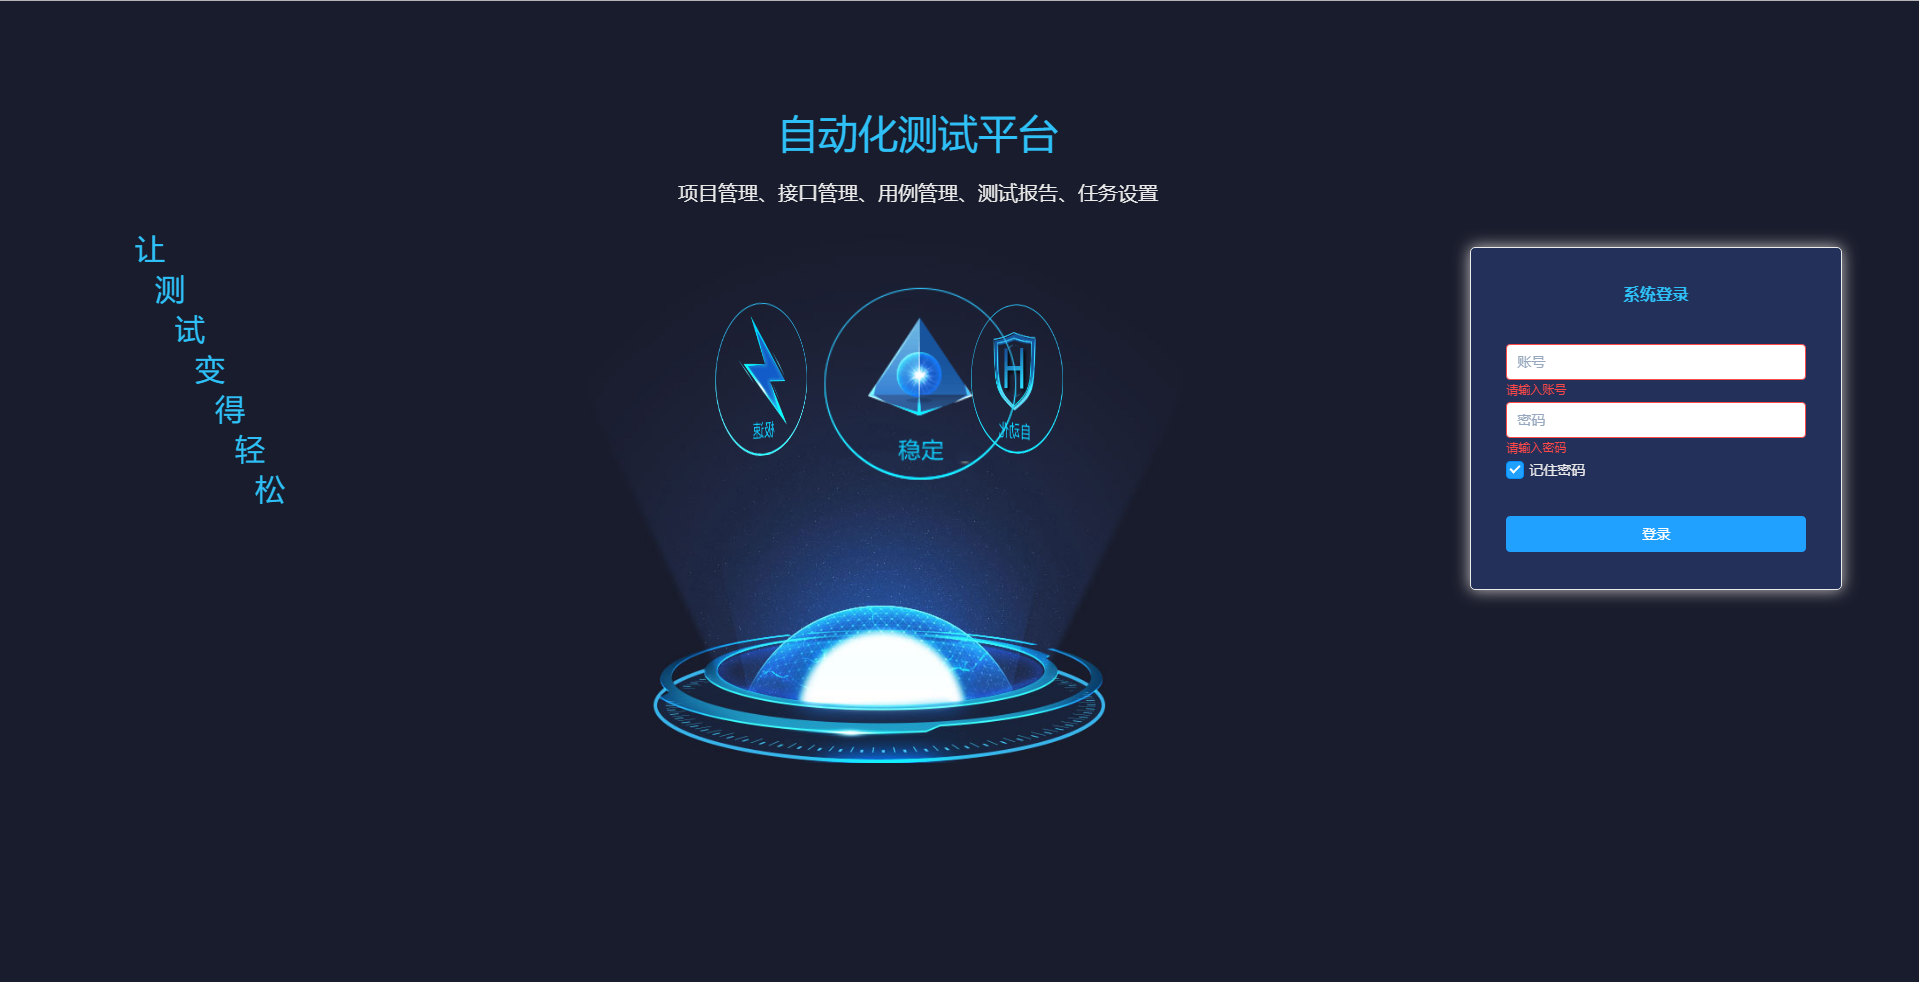 自动化测试平台
项目管理、接口管理、用例管理、测试报告、任务设置
让
测
试
变
得
轻
松
极速
稳定
自动化
系统登录
账号
请输入账号
密码
请输入密码
记住密码
登录